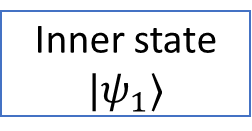 Inner state
|ψ₁⟩